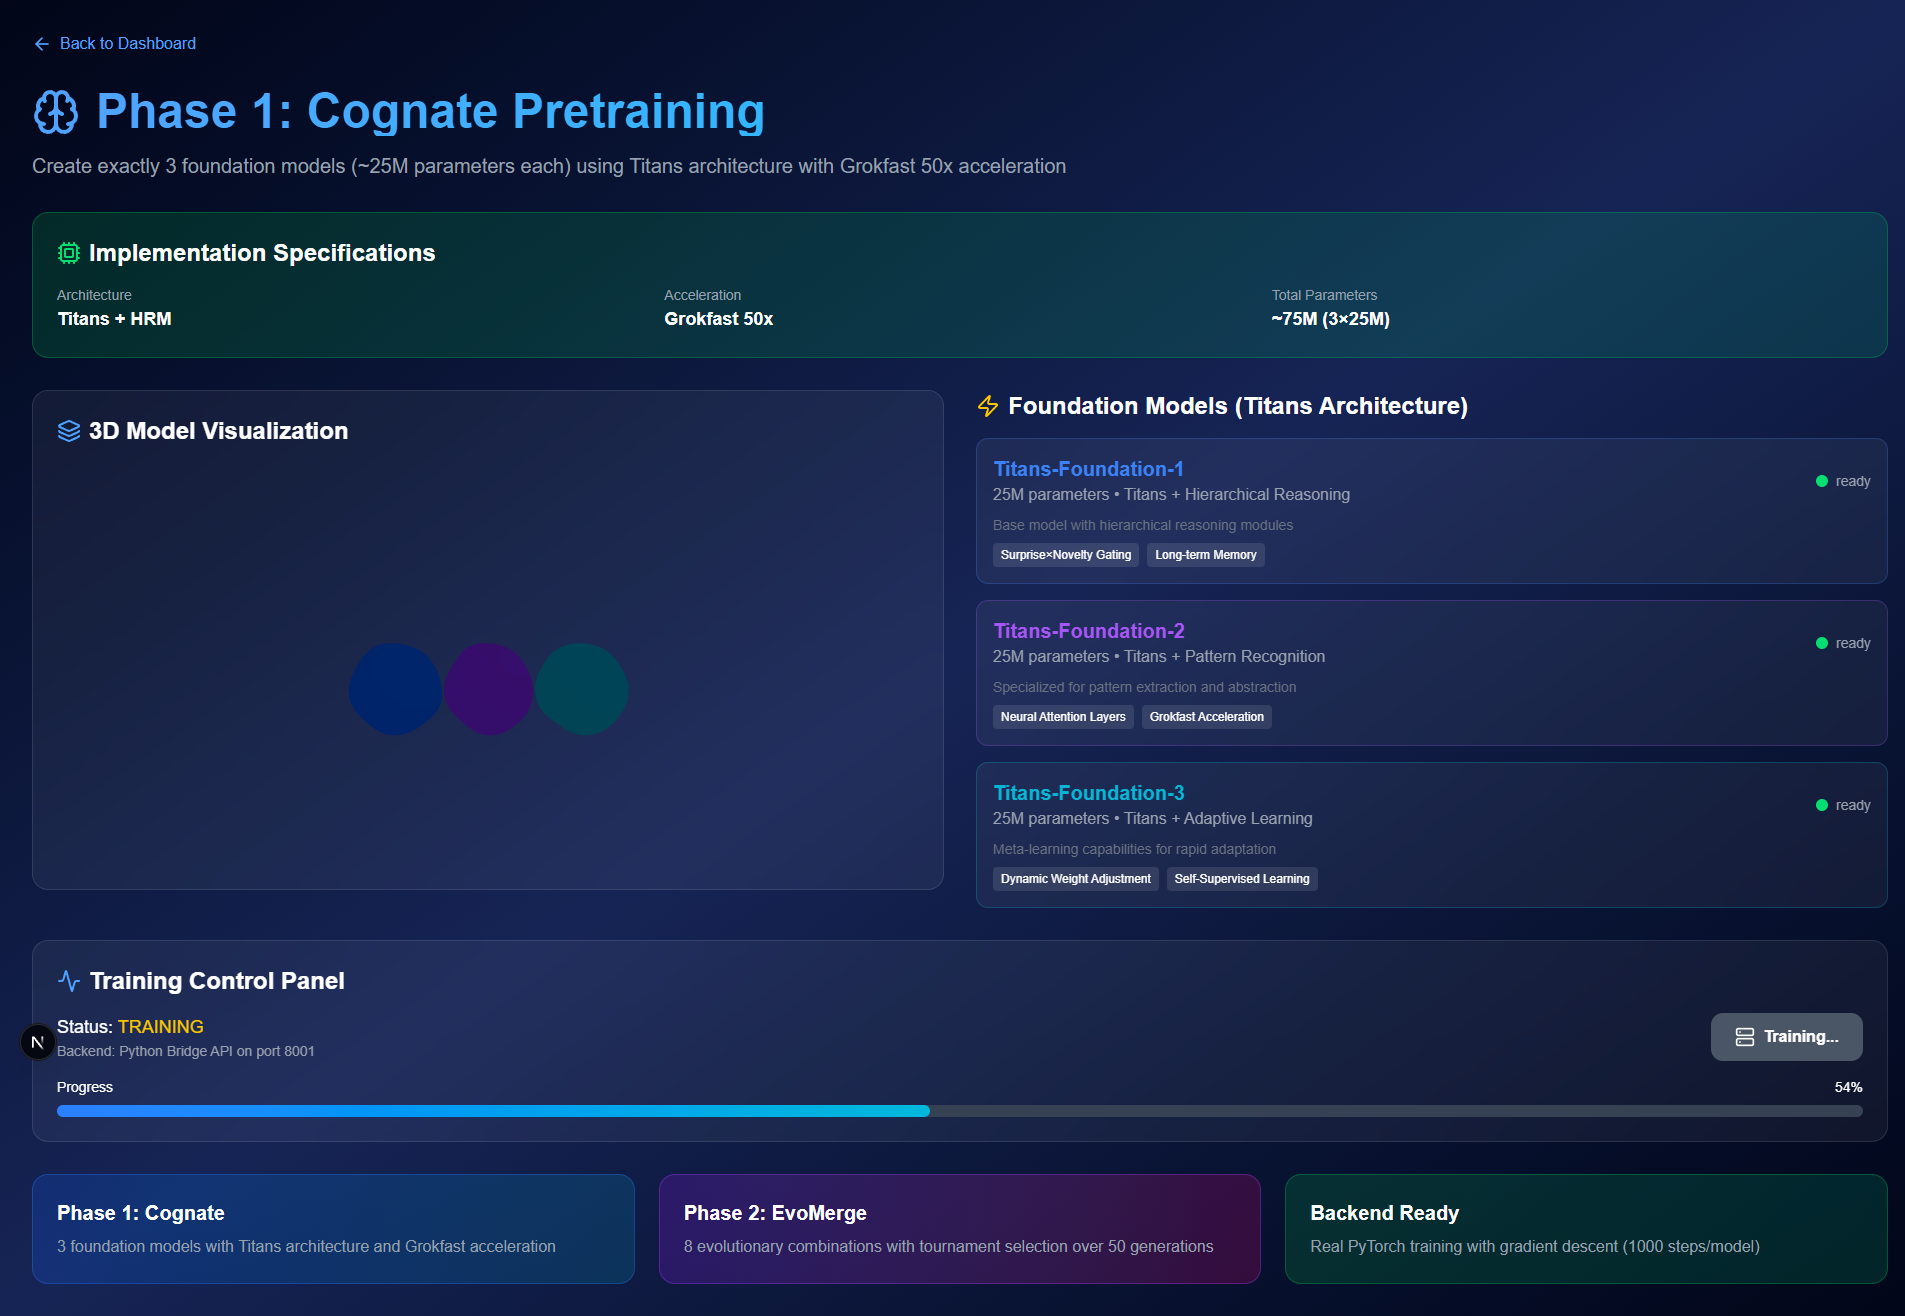 Back to Dashboard
Phase 1: Cognate Pretraining
Create exactly 3 foundation models (~25M parameters each) using Titans architecture with Grokfast 50x acceleration
Implementation Specifications
Architecture
Titans + HRM
Acceleration
Grokfast 50x
Total Parameters
~75M (3×25M)
3D Model Visualization
Foundation Models (Titans Architecture)
Titans-Foundation-1
25M parameters • Titans + Hierarchical Reasoning
ready
Base model with hierarchical reasoning modules
Surprise×Novelty Gating
Long-term Memory
Titans-Foundation-2
25M parameters • Titans + Pattern Recognition
ready
Specialized for pattern extraction and abstraction
Neural Attention Layers
Grokfast Acceleration
Titans-Foundation-3
25M parameters • Titans + Adaptive Learning
ready
Meta-learning capabilities for rapid adaptation
Dynamic Weight Adjustment
Self-Supervised Learning
Training Control Panel
Status: TRAINING
N
Backend: Python Bridge API on port 8001
Training...
Progress
54%
Phase 1: Cognate
3 foundation models with Titans architecture and Grokfast acceleration
Phase 2: EvoMerge
8 evolutionary combinations with tournament selection over 50 generations
Backend Ready
Real PyTorch training with gradient descent (1000 steps/model)